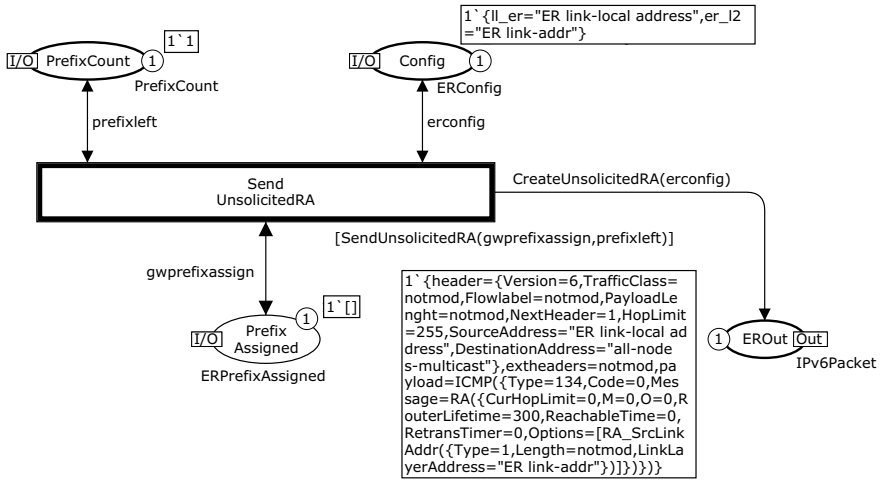 1`{ll_er="ER link-local address",er_l2
="ER link-addr"}
1`1
I/O PrefixCount 1
PrefixCount
I/O Config 1
ERConfig
prefixleft
erconfig
Send
UnsolicitedRA
CreateUnsolicitedRA(erconfig)
[SendUnsolicitedRA(gwprefixassign,prefixleft)]
gwprefixassign
1`[]
1
I/O Prefix
Assigned
ERPrefixAssigned
1`{header={Version=6,TrafficClass=
notmod,Flowlabel=notmod,PayloadLe
nght=notmod,NextHeader=1,HopLimit
=255,SourceAddress="ER link-local ad
dress",DestinationAddress="all-node
s-multicast"},extheaders=notmod,pa
yload=ICMP({Type=134,Code=0,Mes
sage=RA({CurHopLimit=0,M=0,O=0,R
outerLifetime=300,ReachableTime=0,
RetransTimer=0,Options=[RA_SrcLink
Addr({Type=1,Length=notmod,LinkLa
yerAddress="ER link-addr"})]})})}
1 EROut Out
IPv6Packet